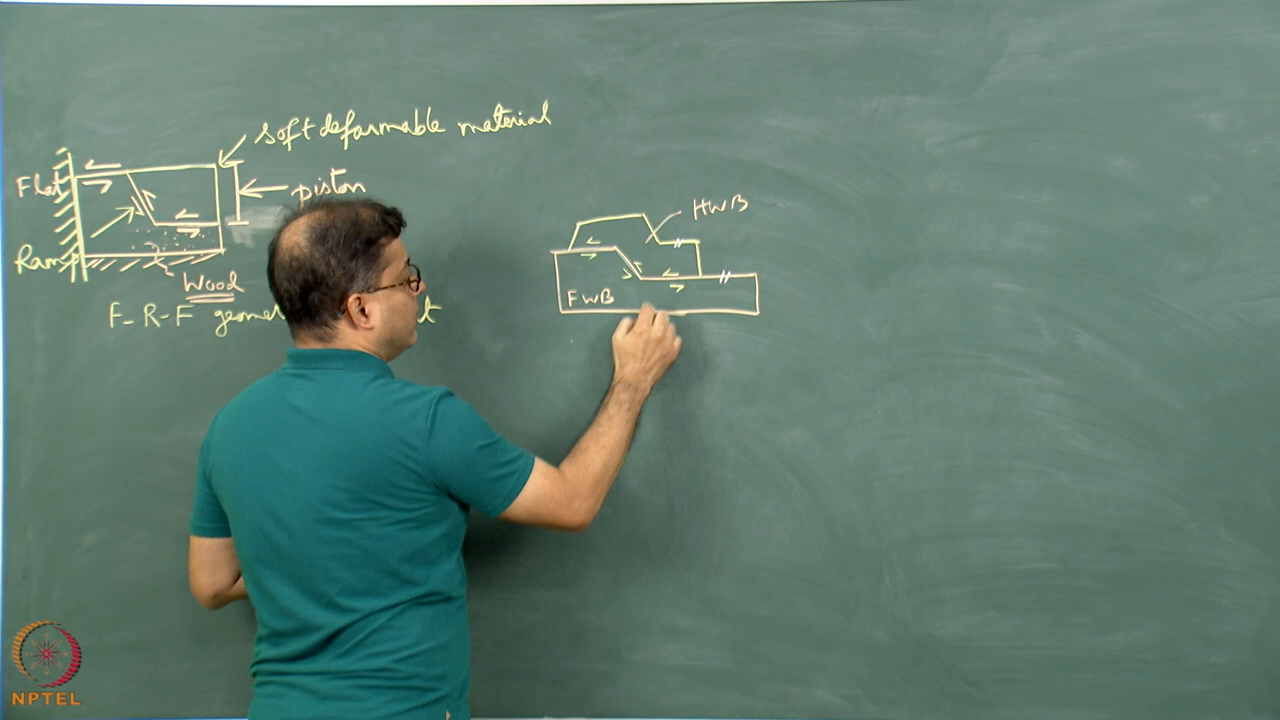 soft deformable material
Flat
piston
Ramp
Wood
F-R-F
HWB
FWB
NPTEL